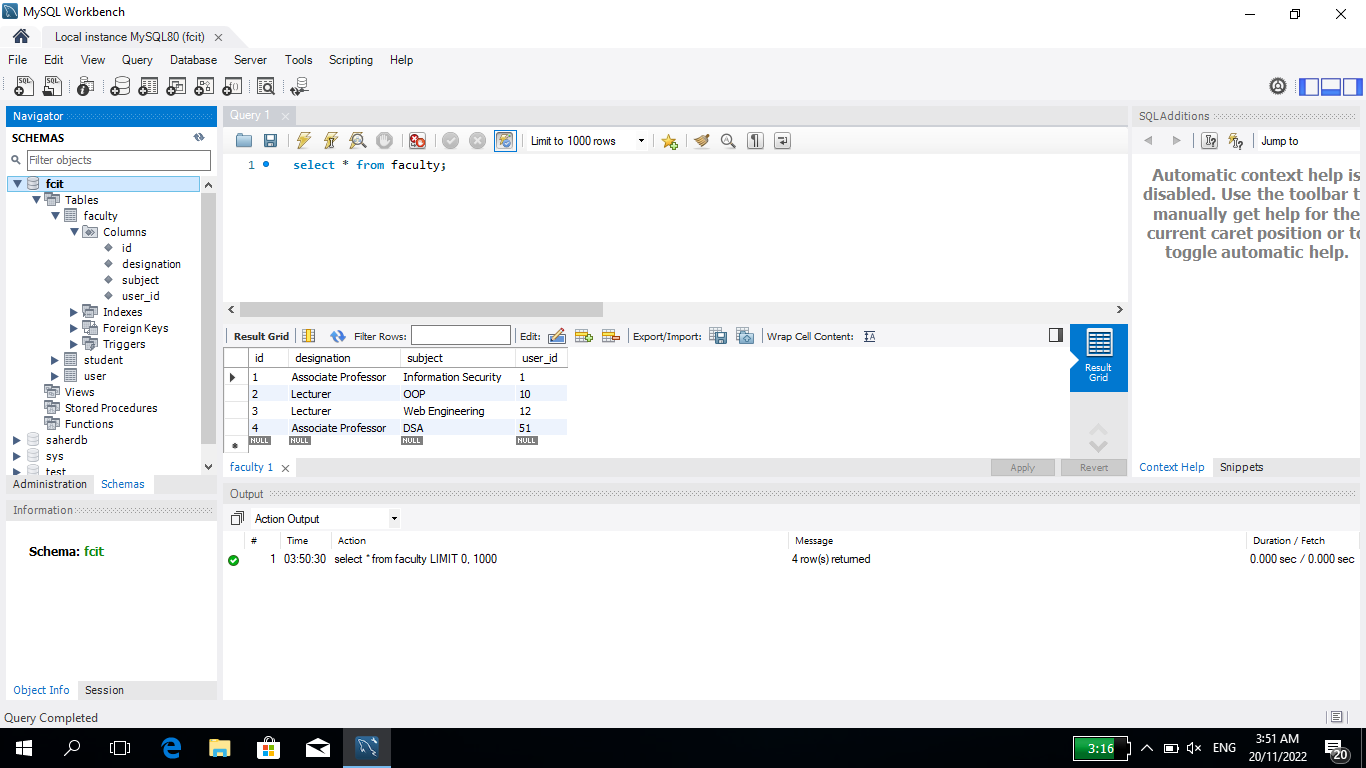 MySQL Workbench
Local instance MySQL80 (fcit)
File Edit View Query Database Server Tools Scripting Help
Navigator
SCHEMAS
Filter objects
fcit
Tables
faculty
Columns
id
designation
subject
user_id
Indexes
Foreign Keys
Triggers
student
user
Views
Stored Procedures
Functions
saherdb
sys
test
Administration Schemas
Information
Schema: fcit
Object Info Session
Query 1
Limit to 1000 rows
1 select * from faculty;
Result Grid Filter Rows: Edit: Export/Import: Wrap Cell Content:
id designation subject user_id
1 Associate Professor Information Security 1
2 Lecturer OOP 10
3 Lecturer Web Engineering 12
4 Associate Professor DSA 51
NULL NULL NULL NULL
Result
Grid
faculty 1
Apply Revert
SQLAdditions
Jump to
Automatic context help is
disabled. Use the toolbar t
manually get help for the
current caret position or to
toggle automatic help.
Context Help Snippets
Output
Action Output
# Time Action Message Duration / Fetch
1 03:50:30 select * from faculty LIMIT 0, 1000 4 row(s) returned 0.000 sec / 0.000 sec
Query Completed
3:16
ENG
3:51 AM
20/11/2022
20